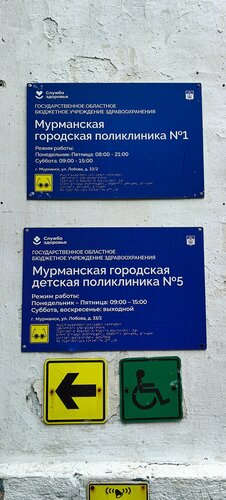 Служба
здоровья
ГОСУДАРСТВЕННОЕ ОБЛАСТНОЕ
БЮДЖЕТНОЕ УЧРЕЖДЕНИЕ ЗДРАВООХРАНЕНИЯ
Мурманская
городская поликлиника №1
Режим работы:
Понедельник-Пятница: 08:00 - 21:00
Суббота: 09:00 - 15:00
г. Мурманск, ул. Лобова, д. 33/2
Служба
здоровья
ГОСУДАРСТВЕННОЕ ОБЛАСТНОЕ
БЮДЖЕТНОЕ УЧРЕЖДЕНИЕ ЗДРАВООХРАНЕНИЯ
Мурманская городская
детская поликлиника №5
Режим работы:
Понедельник – Пятница: 09:00 – 15:00
Суббота, воскресенье: выходной
г. Мурманск, ул. Лобова, д. 33/2